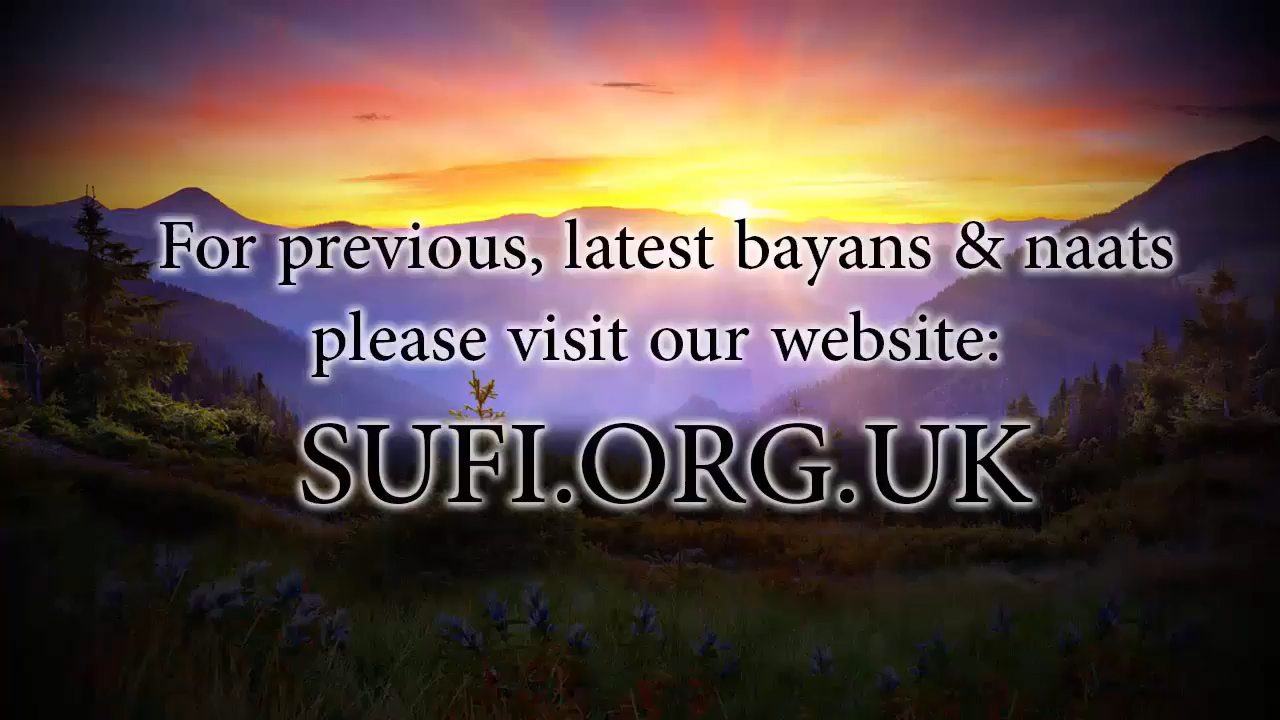 For previous, latest bayans & naats
please visit our website:
SUFI.ORG.UK